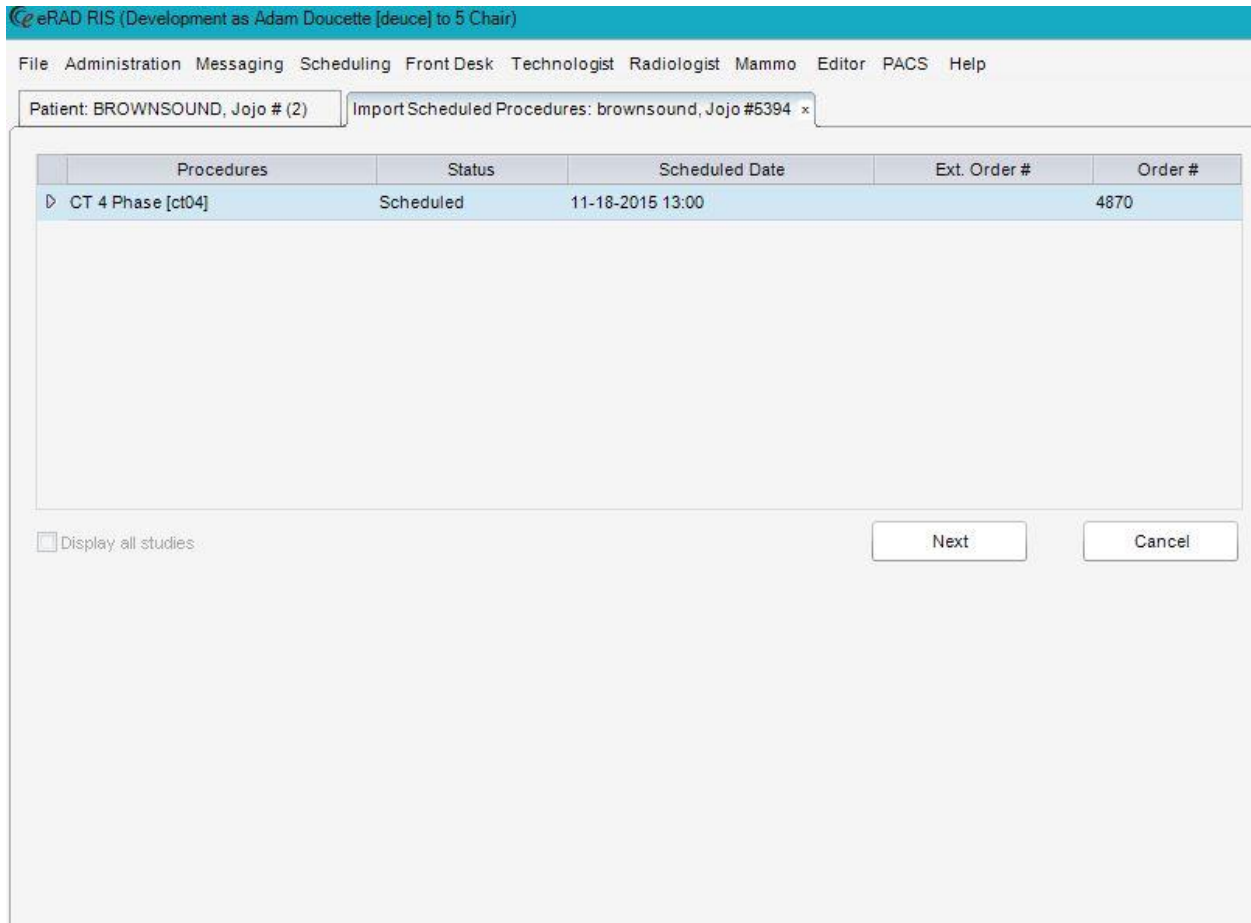 eRAD RIS (Development as Adam Doucette [deuce] to 5 Chair)
File Administration Messaging Scheduling Front Desk Technologist Radiologist Mammo Editor PACS Help
Patient: BROWNSOUND, Jojo # (2) Import Scheduled Procedures: brownsound, Jojo #5394 ×
Procedures Status Scheduled Date Ext. Order # Order #
CT 4 Phase [ct04] Scheduled 11-18-2015 13:00 4870
Display all studies Next Cancel